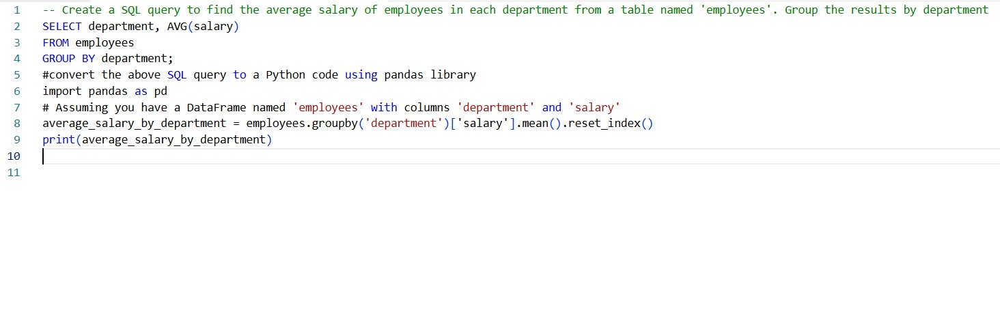 1 -- Create a SQL query to find the average salary of employees in each department from a table named 'employees'. Group the results by department
2 SELECT department, AVG(salary)
3 FROM employees
4 GROUP BY department;
5 #convert the above SQL query to a Python code using pandas library
6 import pandas as pd
7 # Assuming you have a DataFrame named 'employees' with columns 'department' and 'salary'
8 average_salary_by_department = employees.groupby('department')['salary'].mean().reset_index()
9 print(average_salary_by_department)
10
11